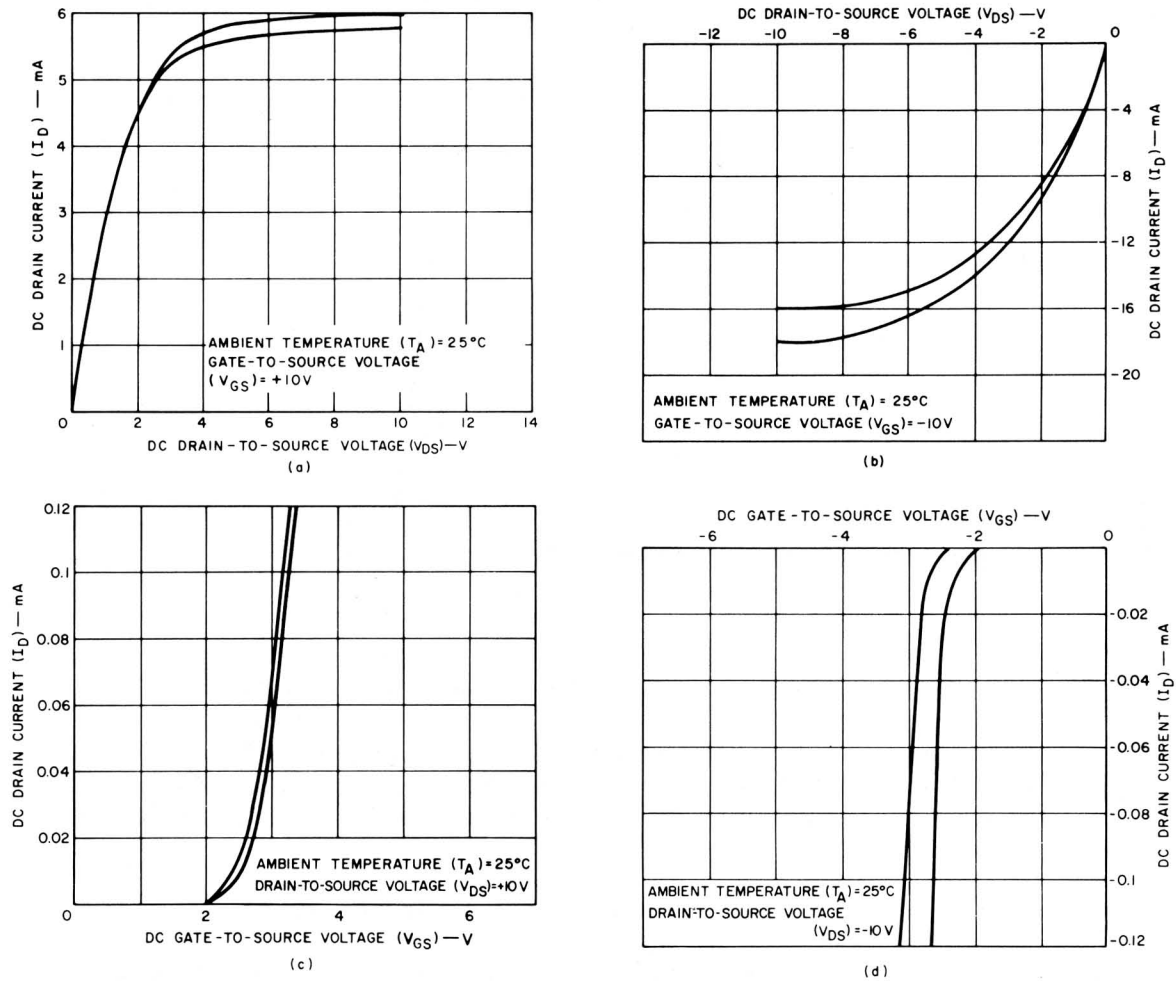 6
5
4
3
2
1
0
DC DRAIN CURRENT (ID) — mA
AMBIENT TEMPERATURE (TA) = 25°C
GATE-TO-SOURCE VOLTAGE
(VGS) = +10V
2 4 6 8 10 12 14
DC DRAIN-TO-SOURCE VOLTAGE (VDS)—V
(a)
DC DRAIN-TO-SOURCE VOLTAGE (VDS) —V
-12 -10 -8 -6 -4 -2 0
-4
-8
-12
-16
-20
DC DRAIN CURRENT (ID) — mA
AMBIENT TEMPERATURE (TA) = 25°C
GATE-TO-SOURCE VOLTAGE (VGS) = -10V
(b)
0.12
0.1
0.08
0.06
0.04
0.02
DC DRAIN CURRENT (ID) — mA
AMBIENT TEMPERATURE (TA) = 25°C
DRAIN-TO-SOURCE VOLTAGE (VDS)=+10V
0 2 4 6
DC GATE-TO-SOURCE VOLTAGE (VGS) —V
(c)
DC GATE-TO-SOURCE VOLTAGE (VGS) —V
-6 -4 -2 0
-0.02
-0.04
-0.06
-0.08
-0.1
-0.12
DC DRAIN CURRENT (ID) — mA
AMBIENT TEMPERATURE (TA) = 25°C
DRAIN-TO-SOURCE VOLTAGE
(VDS) = -10V
(d)